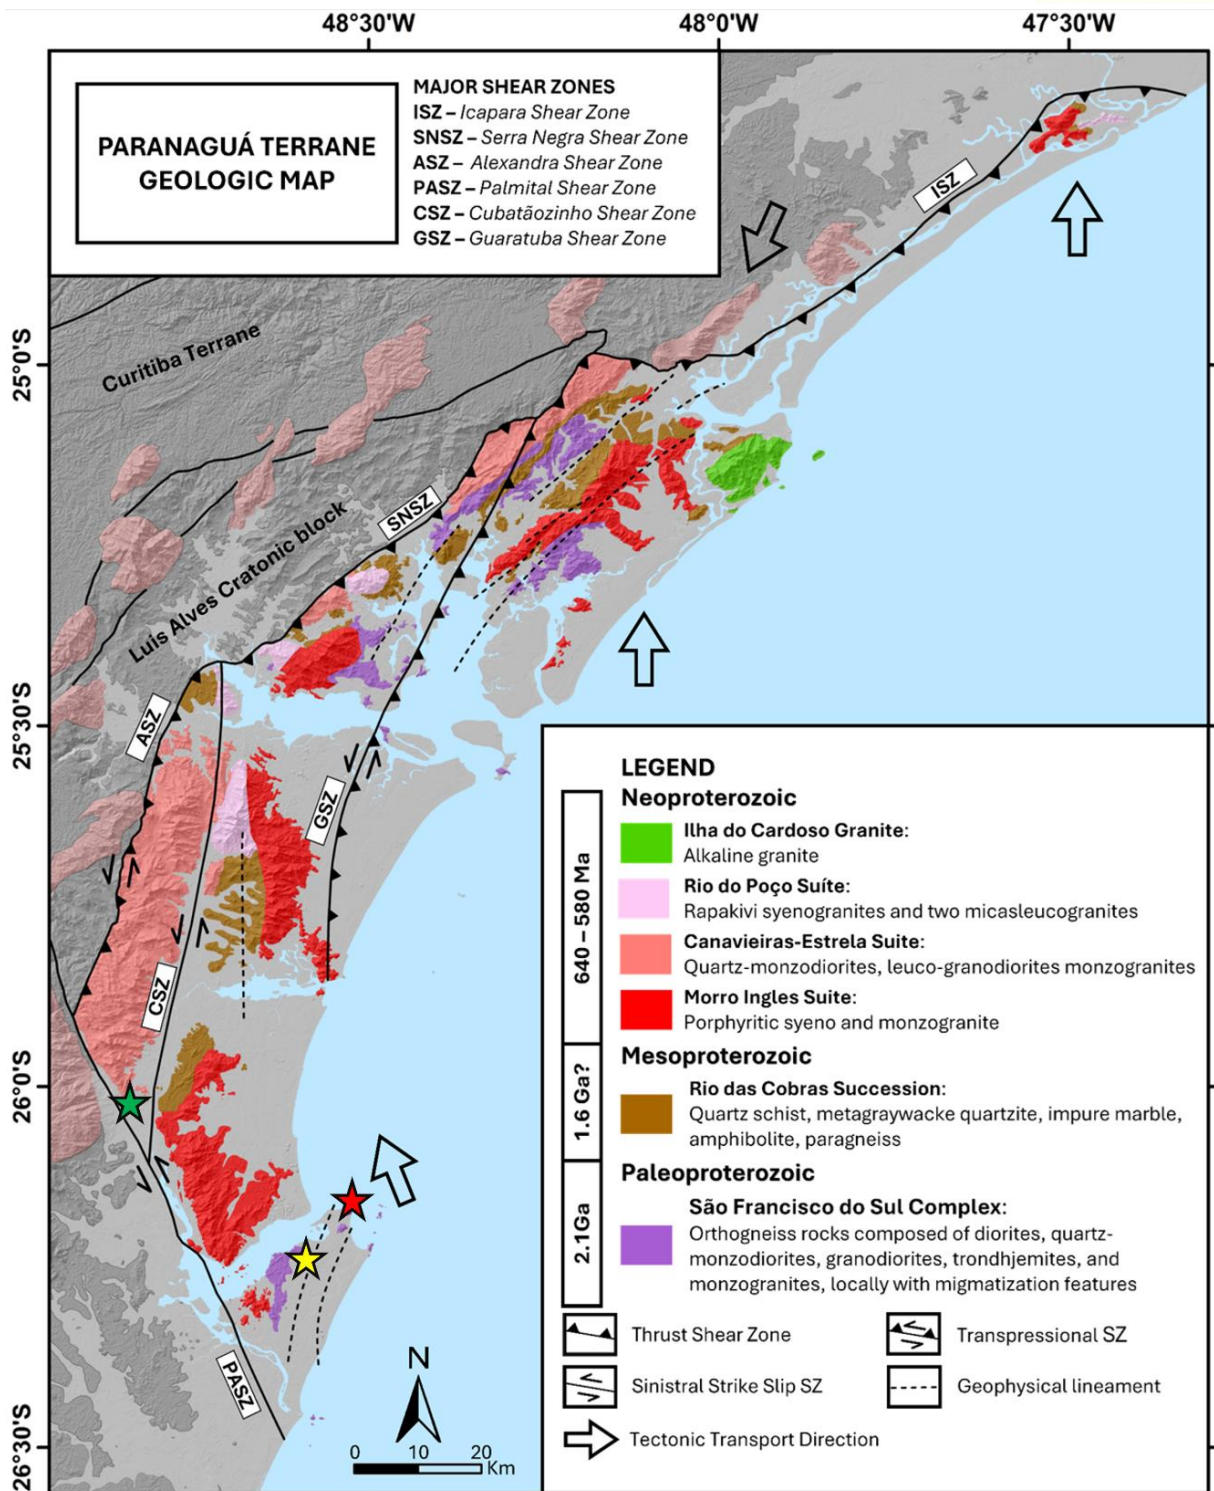 48°30'W
48°0'W
47°30'W
PARANAGUÁ TERRANE
GEOLOGIC MAP
MAJOR SHEAR ZONES
ISZ – Icapara Shear Zone
SNSZ – Serra Negra Shear Zone
ASZ – Alexandra Shear Zone
PASZ – Palmital Shear Zone
CSZ – Cubatãozinho Shear Zone
GSZ – Guaratuba Shear Zone
ISZ
25°0'S
Curitiba Terrane
SNSZ
Luis Alves Cratonic block
ASZ
25°30'S
GSZ
CSZ
26°0'S
PASZ
26°30'S
N
0 10 20
Km
LEGEND
Neoproterozoic
640 – 580 Ma
Ilha do Cardoso Granite:
Alkaline granite
Rio do Poço Suíte:
Rapakivi syenogranites and two micasleucogranites
Canavieiras-Estrela Suite:
Quartz-monzodiorites, leuco-granodiorites monzogranites
Morro Ingles Suite:
Porphyritic syeno and monzogranite
Mesoproterozoic
1.6 Ga?
Rio das Cobras Succession:
Quartz schist, metagraywacke quartzite, impure marble,
amphibolite, paragneiss
Paleoproterozoic
2.1Ga
São Francisco do Sul Complex:
Orthogneiss rocks composed of diorites, quartz-
monzodiorites, granodiorites, trondhjemites, and
monzogranites, locally with migmatization features
Thrust Shear Zone
Transpressional SZ
Sinistral Strike Slip SZ
Geophysical lineament
Tectonic Transport Direction